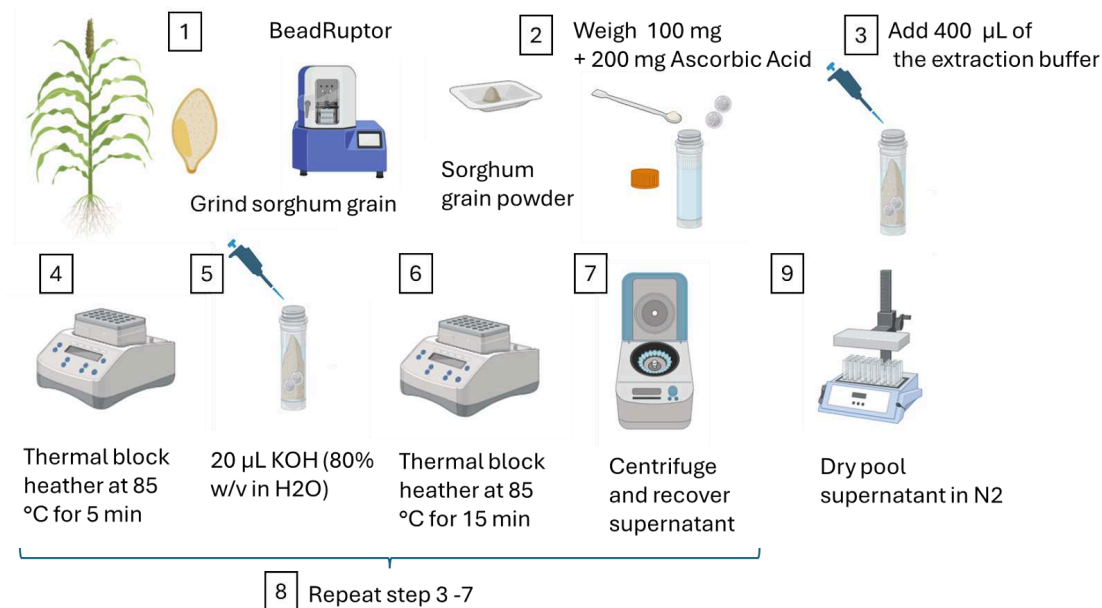 1
BeadRuptor
Grind sorghum grain
Sorghum
grain powder
2
Weigh 100 mg
+ 200 mg Ascorbic Acid
3
Add 400 µL of
the extraction buffer
4
Thermal block
heather at 85
°C for 5 min
5
20 µL KOH (80%
w/v in H2O)
6
Thermal block
heather at 85
°C for 15 min
7
Centrifuge
and recover
supernatant
9
Dry pool
supernatant in N2
8
Repeat step 3 -7